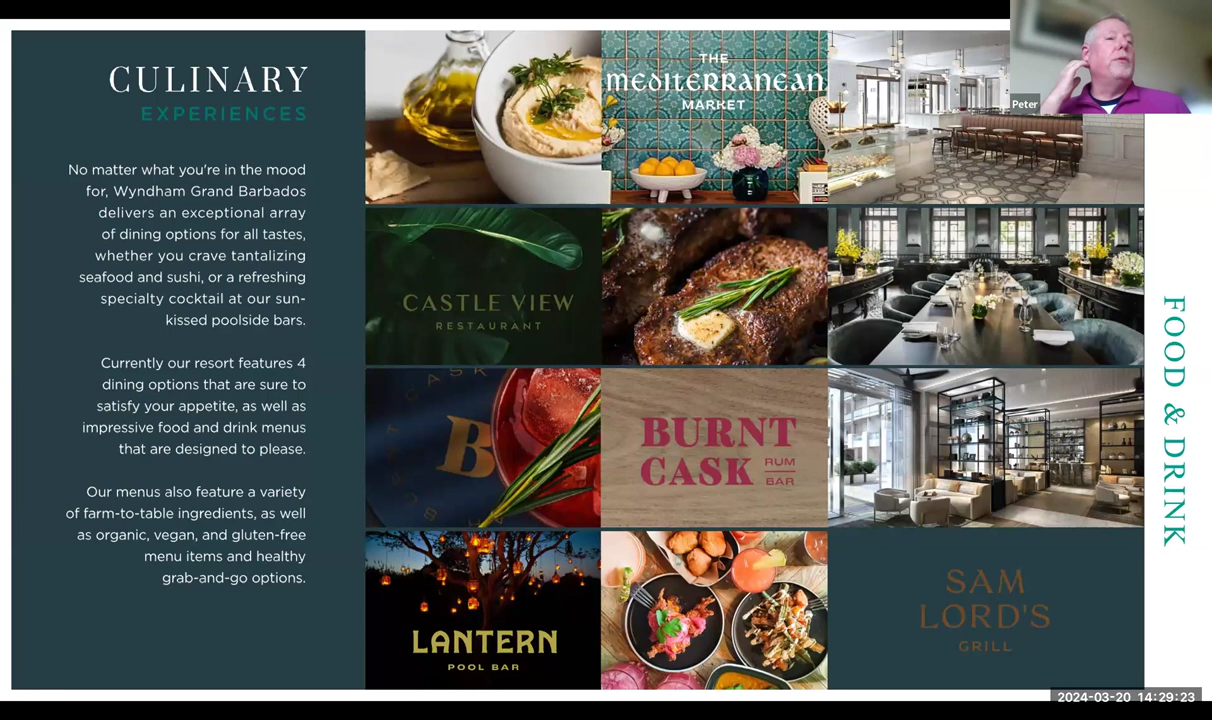 CULINARY
EXPERIENCES
No matter what you're in the mood
for, Wyndham Grand Barbados
delivers an exceptional array
of dining options for all tastes,
whether you crave tantalizing
seafood and sushi, or a refreshing
specialty cocktail at our sun-
kissed poolside bars.
Currently our resort features 4
dining options that are sure to
satisfy your appetite, as well as
impressive food and drink menus
that are designed to please.
Our menus also feature a variety
of farm-to-table ingredients, as well
as organic, vegan, and gluten-free
menu items and healthy
grab-and-go options.
THE
mediterranean
MARKET
Peter
CASTLE VIEW
RESTAURANT
CASK
B
BURNT
CASK
RUM
BAR
LANTERN
POOL BAR
SAM
LORD'S
GRILL
FOOD & DRINK
2024-03-20 14:29:23